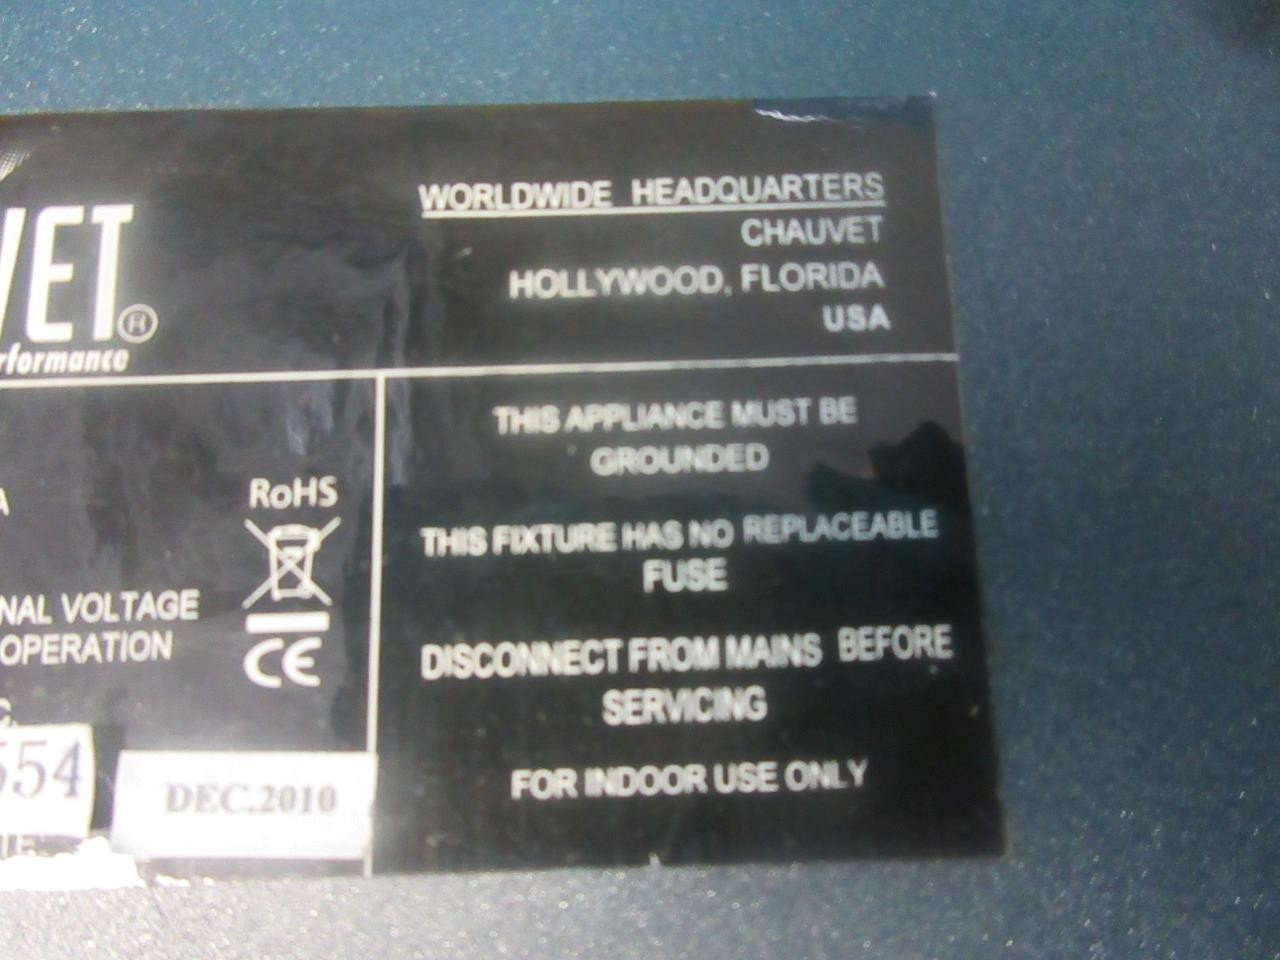 WORLDWIDE HEADQUARTERS
CHAUVET
HOLLYWOOD, FLORIDA
USA
VET®
rformance
THIS APPLIANCE MUST BE
GROUNDED
THIS FIXTURE HAS NO REPLACEABLE
FUSE
DISCONNECT FROM MAINS BEFORE
SERVICING
FOR INDOOR USE ONLY
A
RoHS
NAL VOLTAGE
OPERATION
CE
C.
554
DEC.2010